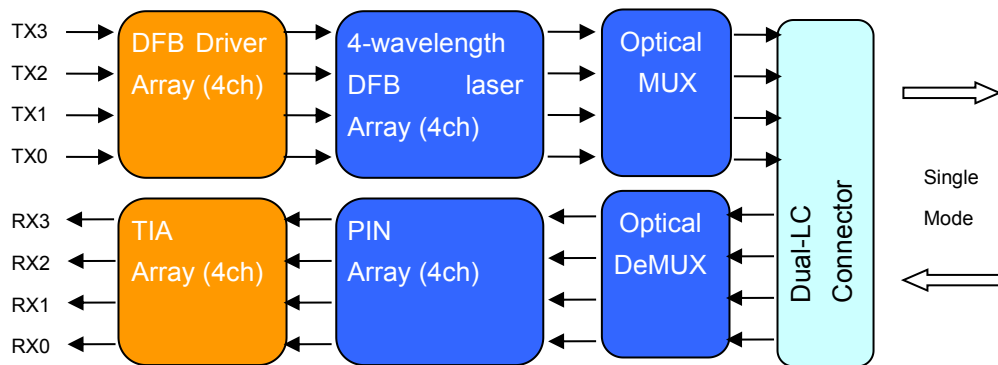 TX3
TX2
TX1
TX0
DFB Driver
Array (4ch)
4-wavelength
DFB laser
Array (4ch)
Optical
MUX
RX3
RX2
RX1
RX0
TIA
Array (4ch)
PIN
Array (4ch)
Optical
DeMUX
Dual-LC
Connector
Single
Mode